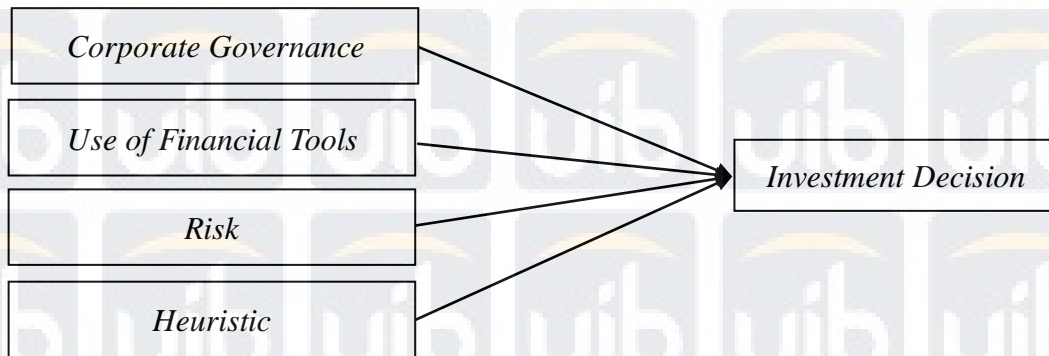 Corporate Governance
Use of Financial Tools
Investment Decision
Risk
Heuristic